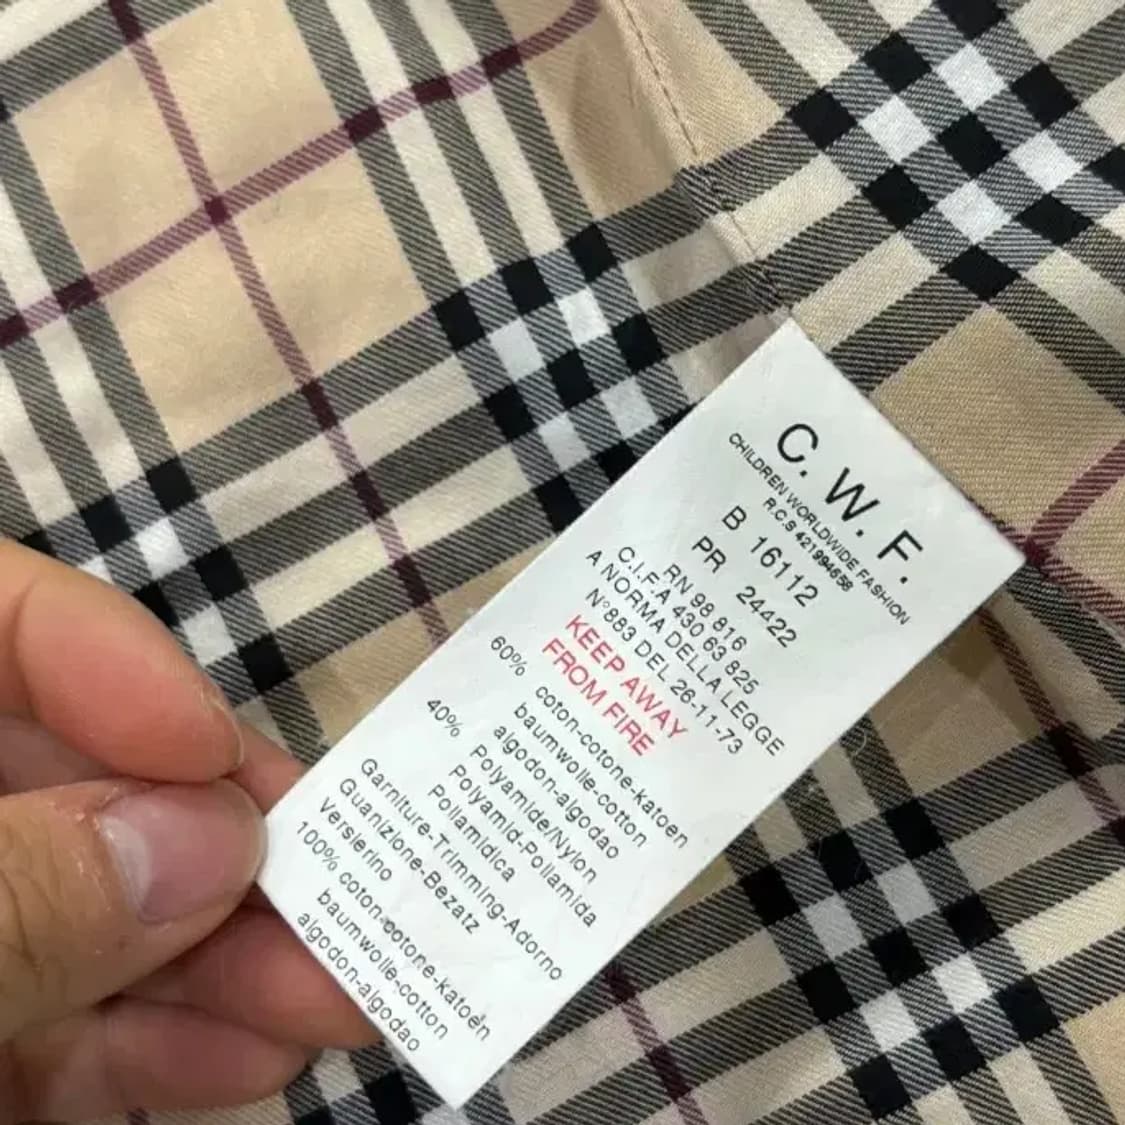 C. W. F.
CHILDREN WORLDWIDE FASHION
R.C.S 421994658
B 16112
PR 24422
RN 98 816
C.I.F.A 430 63 825
A NORMA DELLA LEGGE
N°883 DEL 26-11-73
KEEP AWAY
FROM FIRE
60% coton-cotone-katoen
baumwolle-cotton
algodon-algodao
40% Polyamide/Nylon
Polyamid-Poliamida
Poliamidica
Garniture-Trimming-Adorno
Guanizione-Bezatz
Versierino
100% coton-cotone-katoen
baumwolle-cotton
algodon-algodao